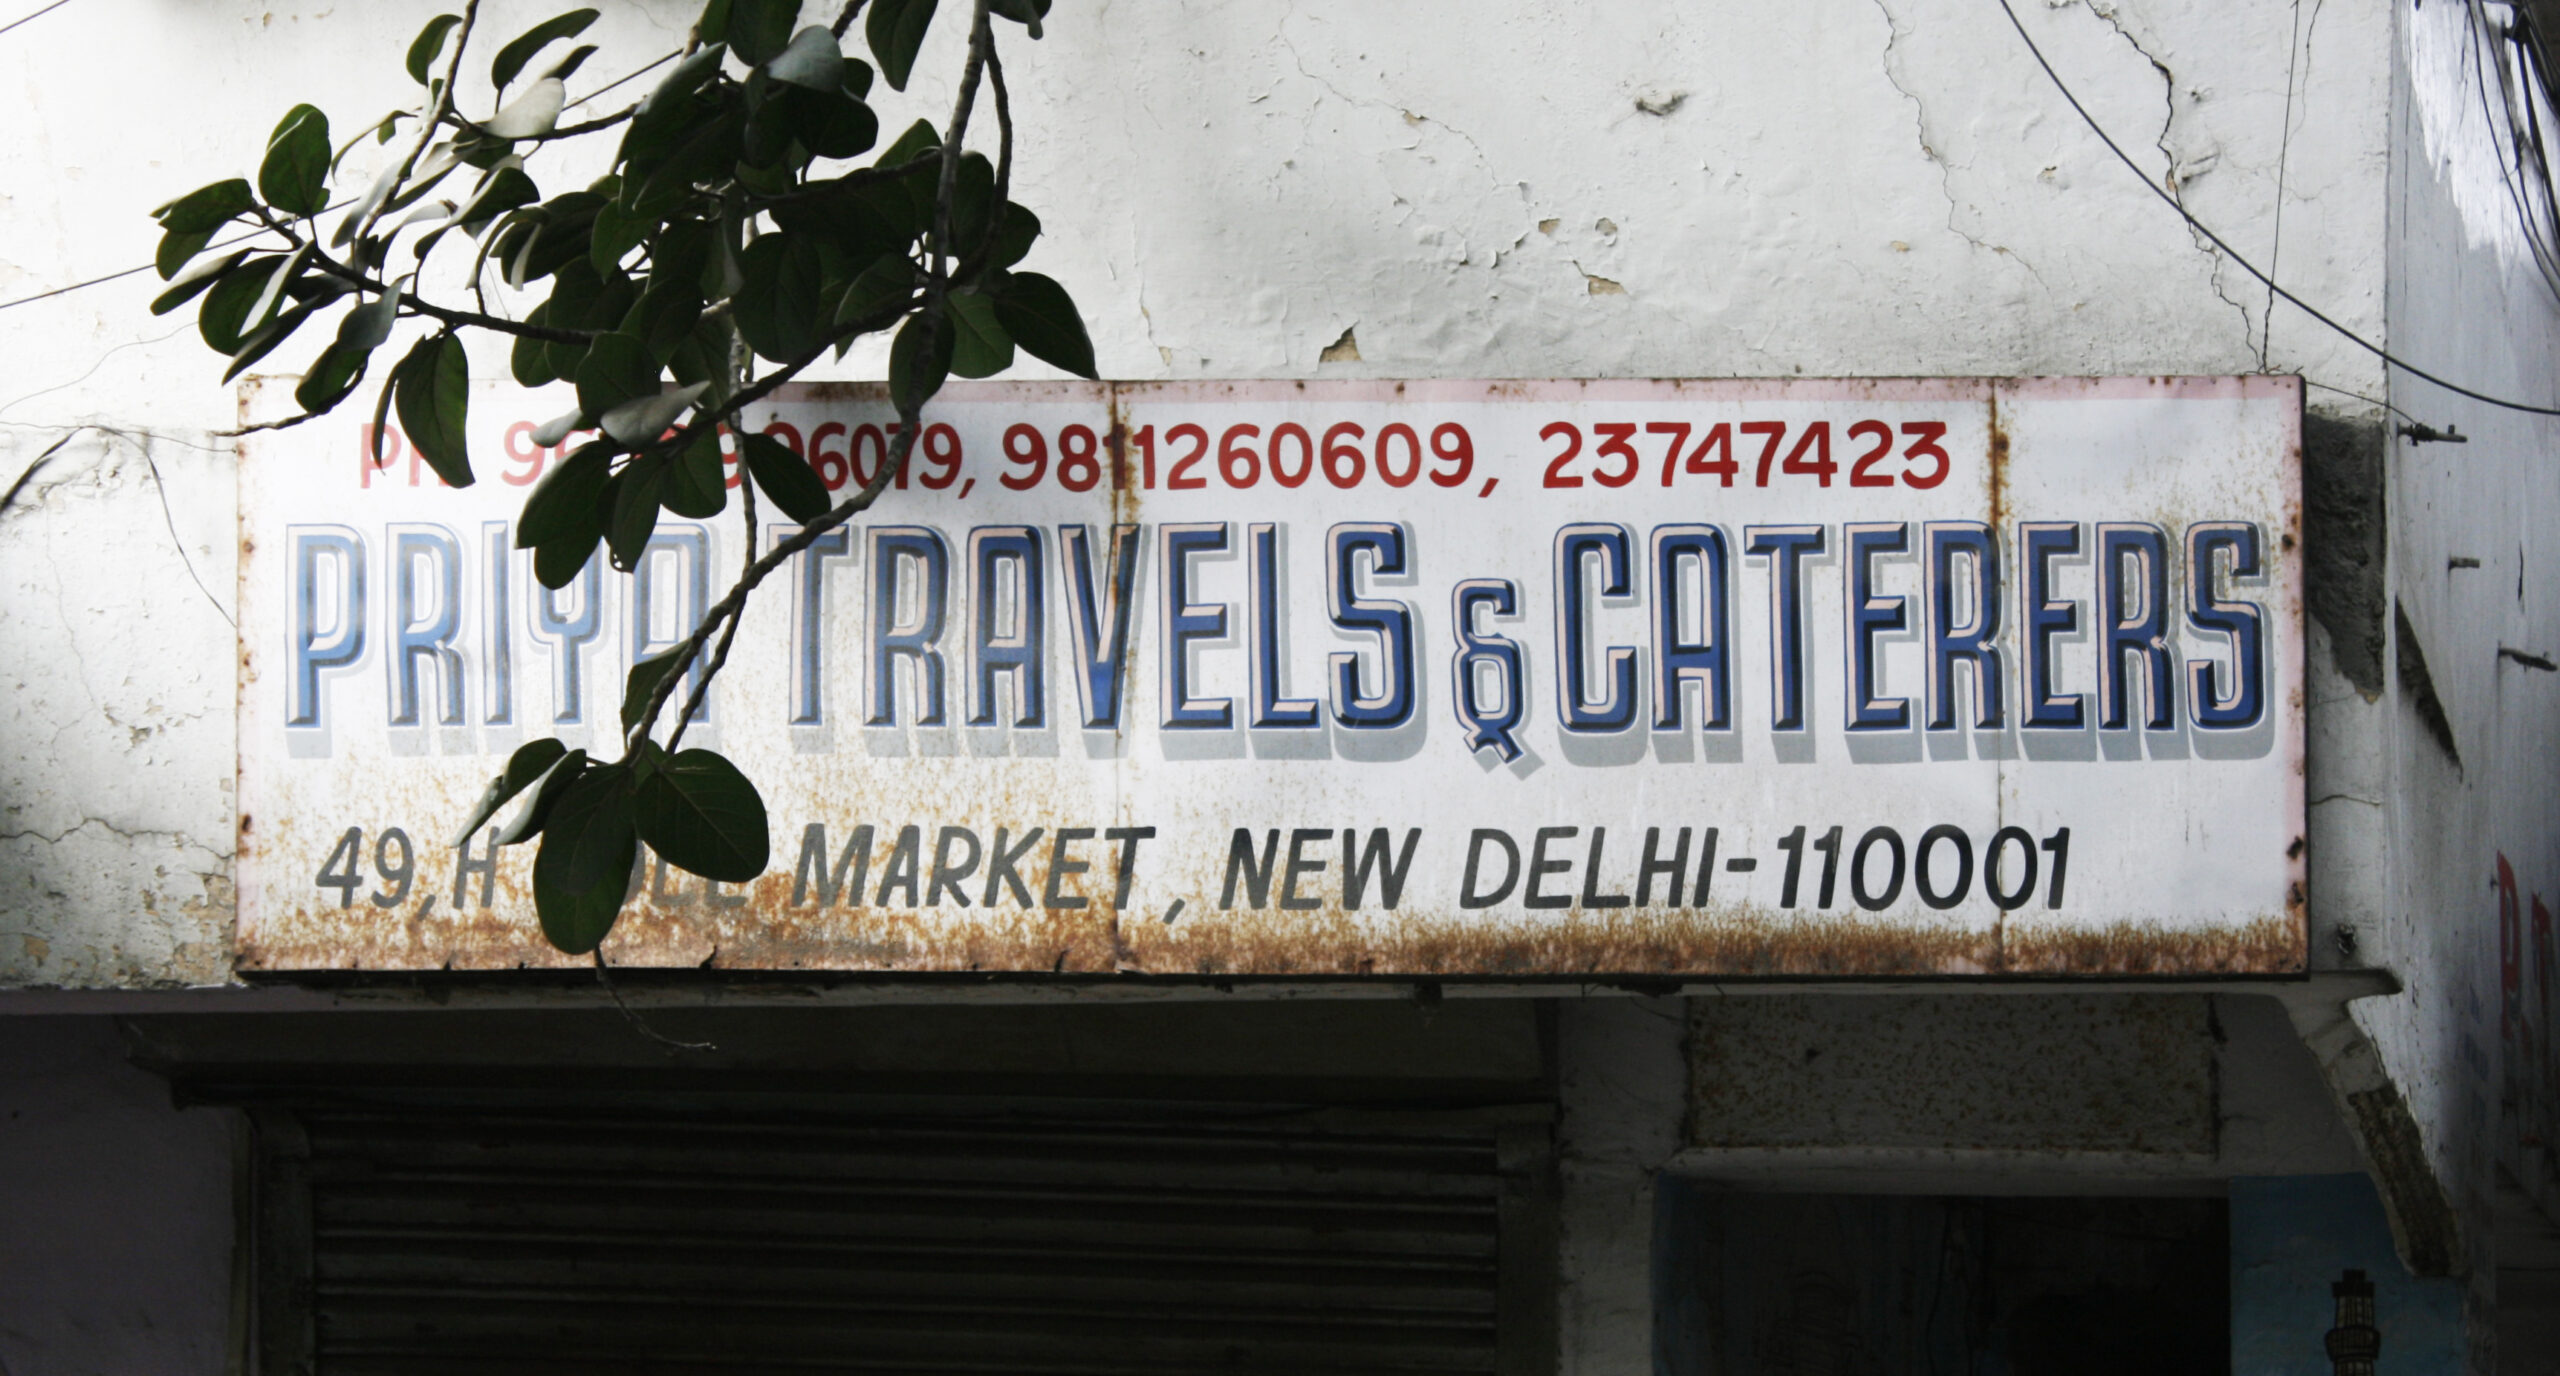 9811260609, 23747423
PRIYA TRAVELS & CATERERS
49, MARKET, NEW DELHI-110001